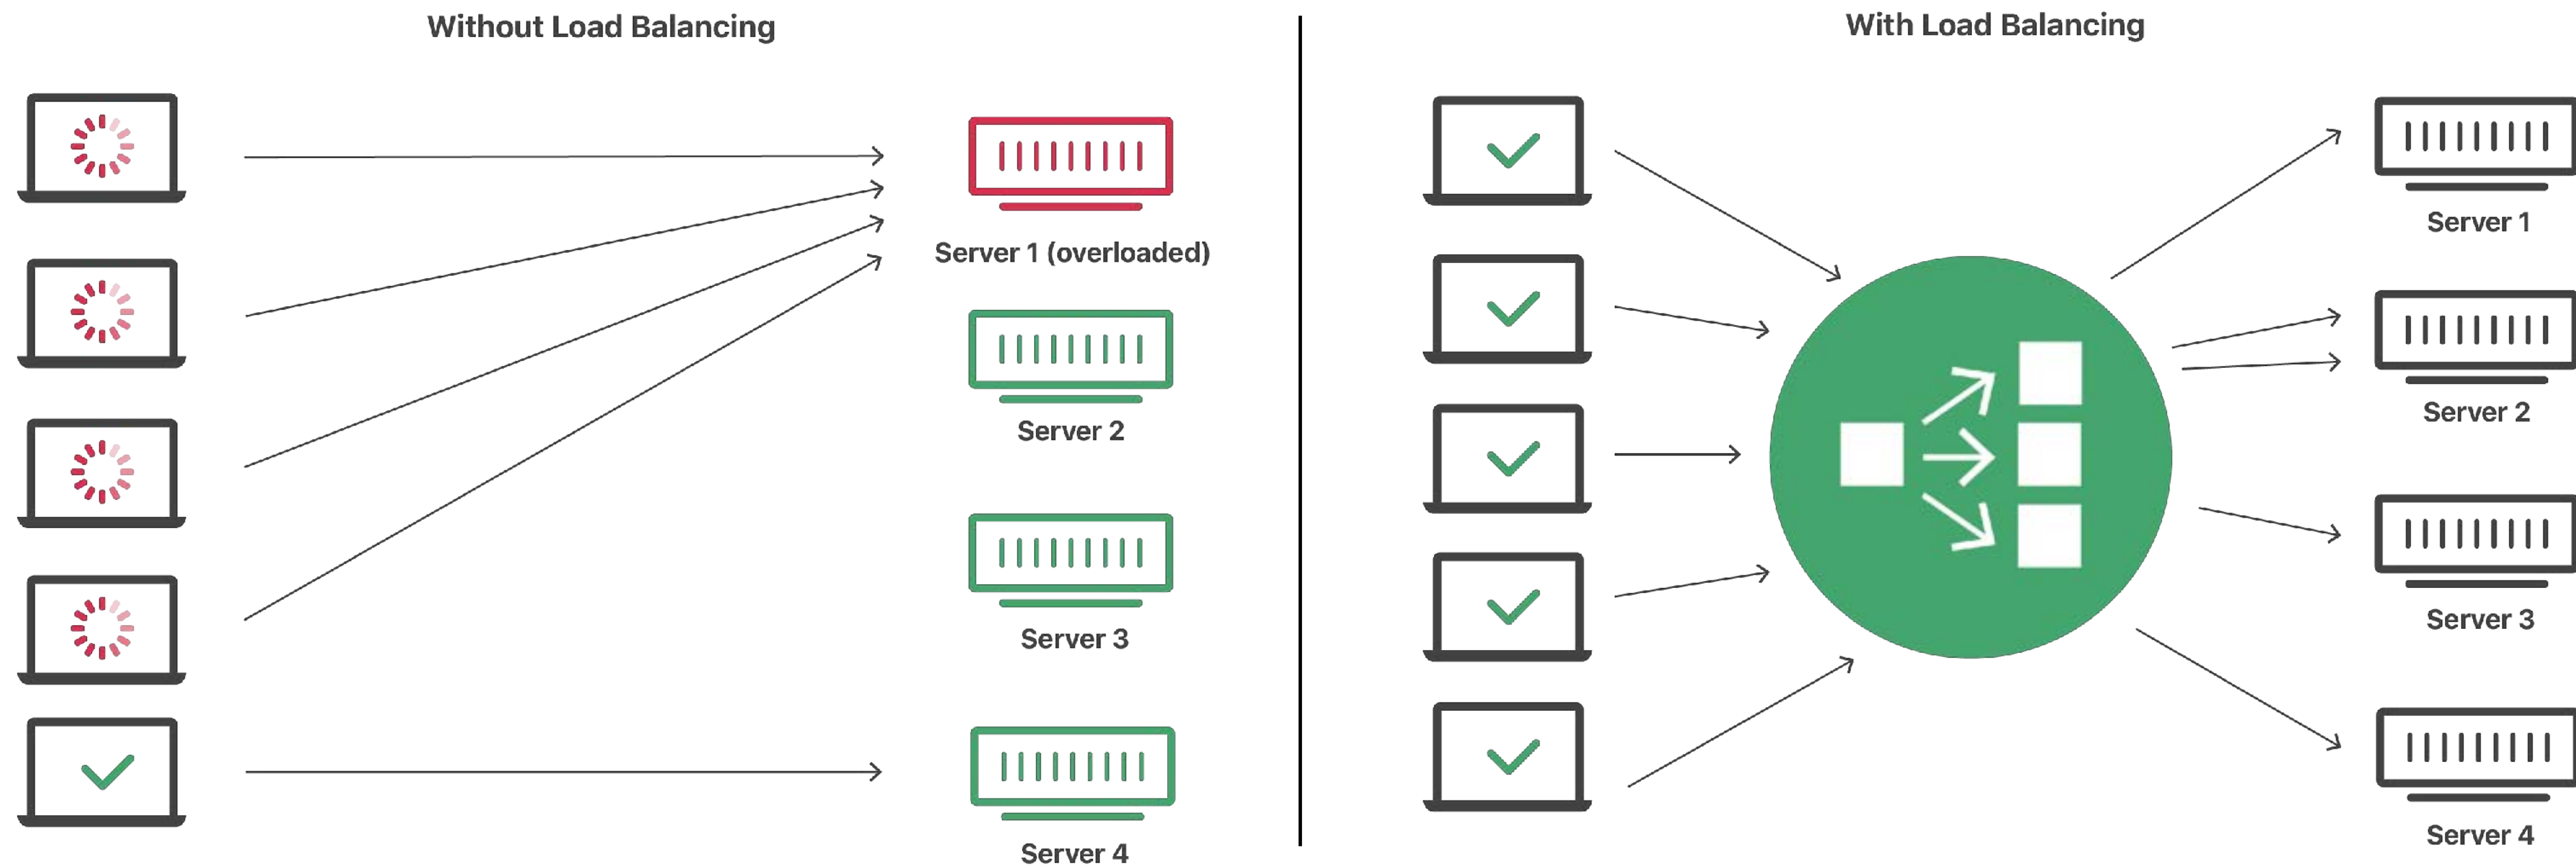 Without Load Balancing
Server 1 (overloaded)
Server 2
Server 3
Server 4
With Load Balancing
Server 1
Server 2
Server 3
Server 4